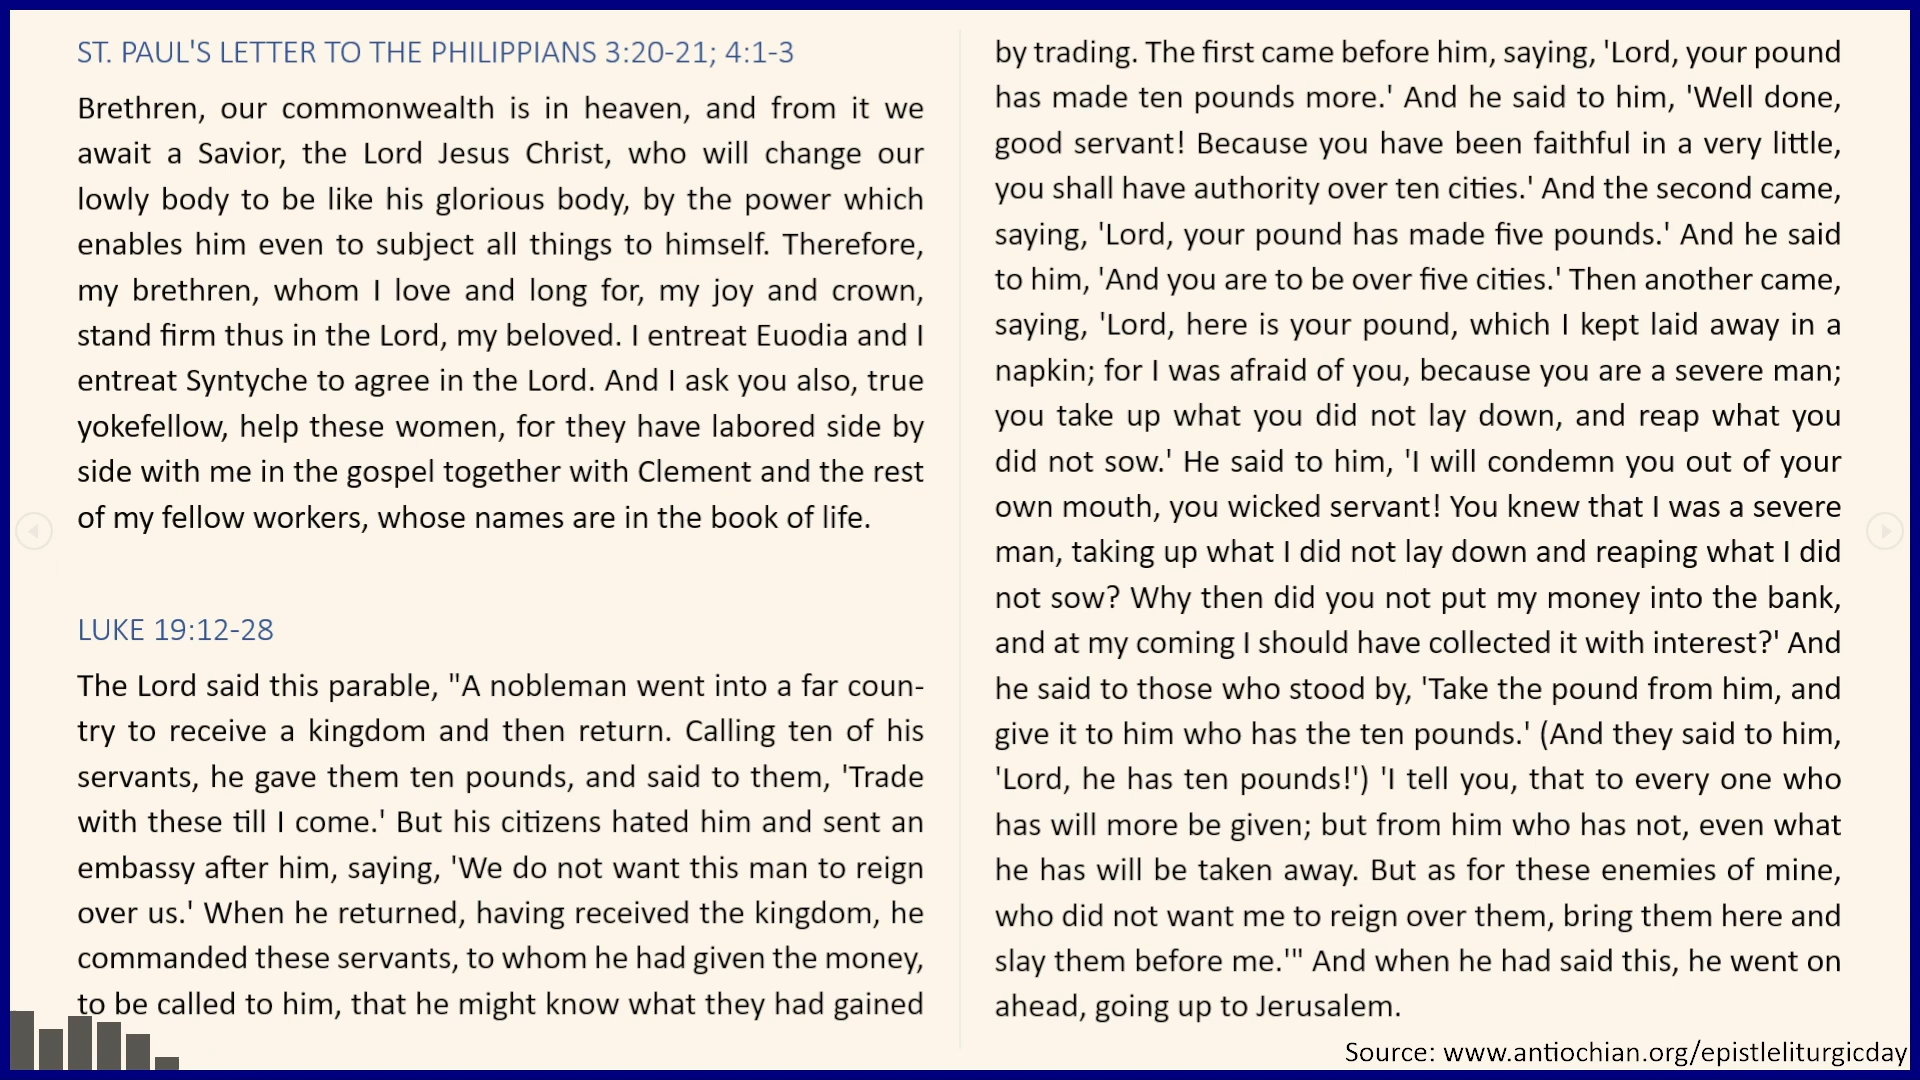 ST. PAUL'S LETTER TO THE PHILIPPIANS 3:20-21; 4:1-3
Brethren, our commonwealth is in heaven, and from it we
await a Savior, the Lord Jesus Christ, who will change our
lowly body to be like his glorious body, by the power which
enables him even to subject all things to himself. Therefore,
my brethren, whom I love and long for, my joy and crown,
stand firm thus in the Lord, my beloved. I entreat Euodia and I
entreat Syntyche to agree in the Lord. And I ask you also, true
yokefellow, help these women, for they have labored side by
side with me in the gospel together with Clement and the rest
of my fellow workers, whose names are in the book of life.
LUKE 19:12-28
The Lord said this parable, "A nobleman went into a far coun-
try to receive a kingdom and then return. Calling ten of his
servants, he gave them ten pounds, and said to them, 'Trade
with these till I come.' But his citizens hated him and sent an
embassy after him, saying, 'We do not want this man to reign
over us.' When he returned, having received the kingdom, he
commanded these servants, to whom he had given the money,
to be called to him, that he might know what they had gained
by trading. The first came before him, saying, 'Lord, your pound
has made ten pounds more.' And he said to him, 'Well done,
good servant! Because you have been faithful in a very little,
you shall have authority over ten cities.' And the second came,
saying, 'Lord, your pound has made five pounds.' And he said
to him, 'And you are to be over five cities.' Then another came,
saying, 'Lord, here is your pound, which I kept laid away in a
napkin; for I was afraid of you, because you are a severe man;
you take up what you did not lay down, and reap what you
did not sow.' He said to him, 'I will condemn you out of your
own mouth, you wicked servant! You knew that I was a severe
man, taking up what I did not lay down and reaping what I did
not sow? Why then did you not put my money into the bank,
and at my coming I should have collected it with interest?' And
he said to those who stood by, 'Take the pound from him, and
give it to him who has the ten pounds.' (And they said to him,
'Lord, he has ten pounds!') 'I tell you, that to every one who
has will more be given; but from him who has not, even what
he has will be taken away. But as for these enemies of mine,
who did not want me to reign over them, bring them here and
slay them before me.'" And when he had said this, he went on
ahead, going up to Jerusalem.
Source: www.antiochian.org/epistleliturgicday